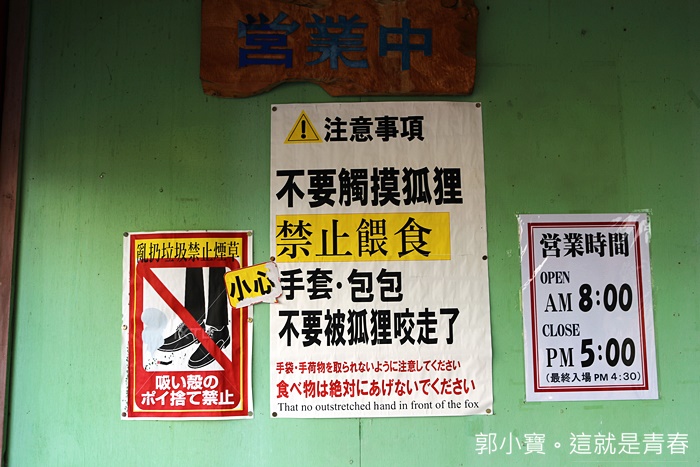 営業中
注意事項
不要觸摸狐狸
禁止餵食
小心
手套·包包
不要被狐狸咬走了
手袋・手荷物を取られないように注意してください
食べ物は絶対にあげないでください
That no outstretched hand in front of the fox
亂扔垃圾禁止煙草
吸い殻の
ポイ捨て禁止
営業時間
OPEN
AM 8:00
CLOSE
PM 5:00
(最終入場 PM 4:30)
郭小寶。這就是青春